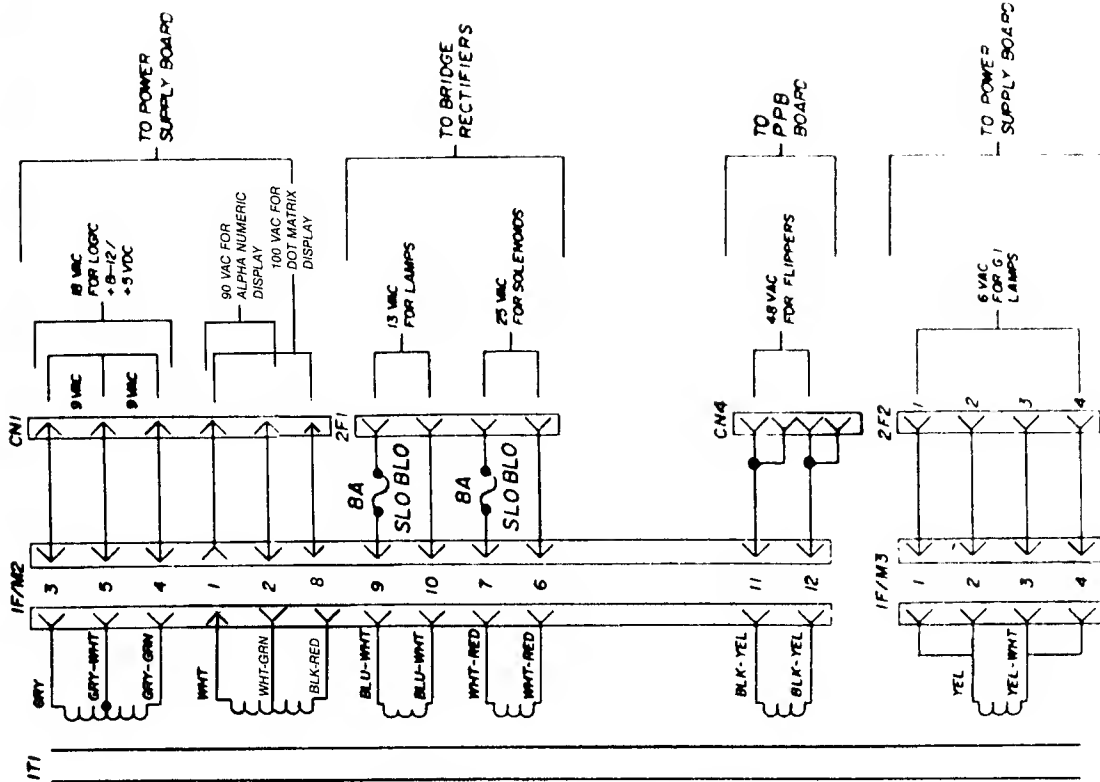 TO POWER
SUPPLY BOARD
TO BRIDGE
RECTIFIERS
TO
PPB
BOARD
TO POWER
SUPPLY BOARD
18 VAC
FOR LOGIC
+8-12/
+5 VDC
90 VAC FOR
ALPHA NUMERIC
DISPLAY
100 VAC FOR
DOT MATRIX
DISPLAY
13 VAC
FOR LAMPS
25 VAC
FOR SOLENOIDS
48 VAC
FOR FLIPPERS
6 VAC
FOR G I
LAMPS
9 VAC
9 VAC
CN1
2F1
CN4
2F2
1
2
3
4
8A
SLO BLO
8A
SLO BLO
1F/M2
3
5
4
1
2
8
9
10
7
6
11
12
1F/M3
1
2
3
4
GRY
GRY-WHT
GRY-GRN
WHT
WHT-GRN
BLK-RED
BLU-WHT
BLU-WHT
WHT-RED
WHT-RED
BLK-YEL
BLK-YEL
YEL
YEL-WHT
1T1